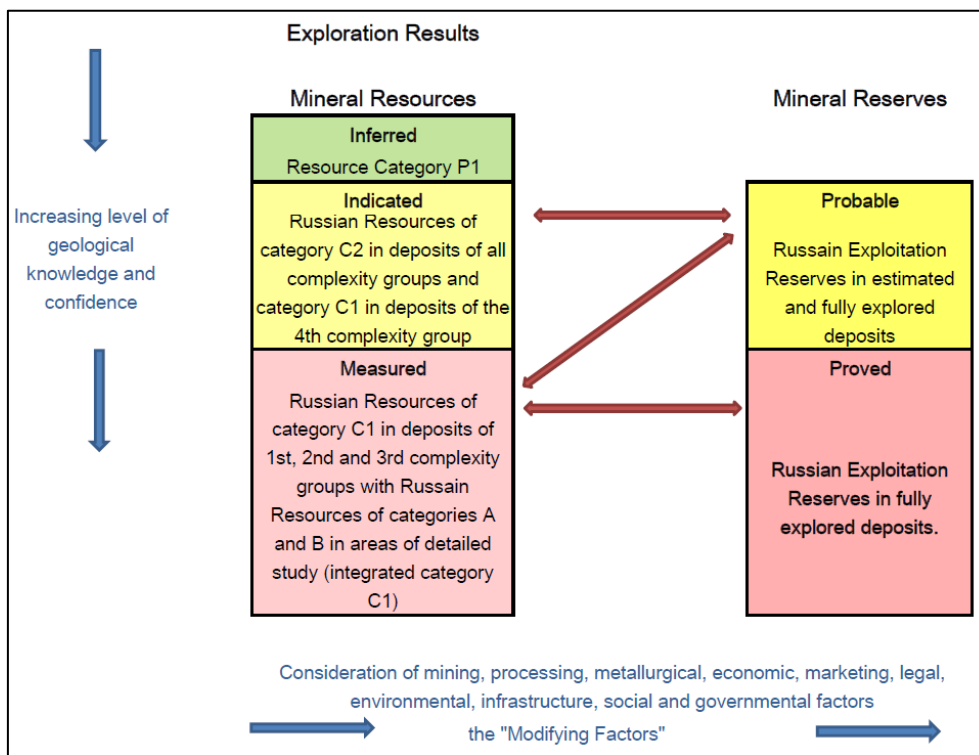 Exploration Results
Mineral Resources
Mineral Reserves
Inferred
Resource Category P1
Indicated
Russian Resources of
category C2 in deposits of all
complexity groups and
category C1 in deposits of the
4th complexity group
Measured
Russian Resources of
category C1 in deposits of
1st, 2nd and 3rd complexity
groups with Russain
Resources of categories A
and B in areas of detailed
study (integrated category
C1)
Probable
Russain Exploitation
Reserves in estimated
and fully explored
deposits
Proved
Russian Exploitation
Reserves in fully
explored deposits.
Increasing level of
geological
knowledge and
confidence
Consideration of mining, processing, metallurgical, economic, marketing, legal,
environmental, infrastructure, social and governmental factors
the "Modifying Factors"